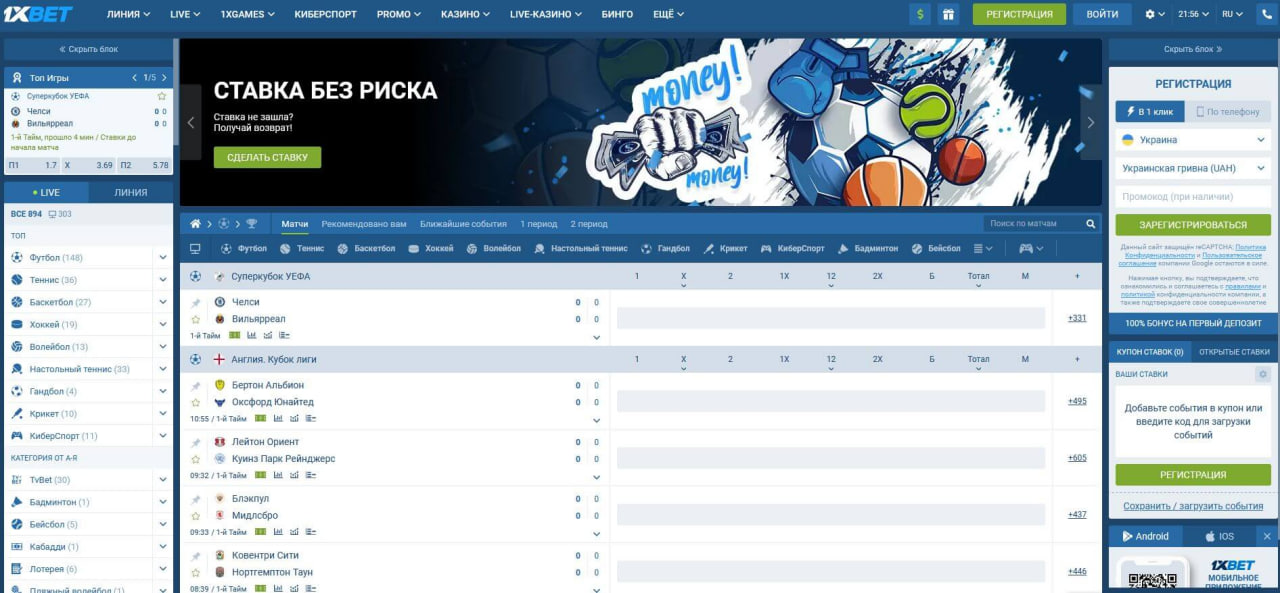 1XBET
ЛИНИЯ
LIVE
1XGAMES
КИБЕРСПОРТ
PROMO
КАЗИНО
LIVE-КАЗИНО
БИНГО
ЕЩЁ
$
РЕГИСТРАЦИЯ
ВОЙТИ
21:56
RU
« Скрыть блок
Топ Игры
1/5
Суперкубок УЕФА
Челси 0 0
Вильярреал 0 0
1-й Тайм, прошло 4 мин / Ставки до
начала матча
П1 1.7 X 3.69 П2 5.78
LIVE
ЛИНИЯ
ВСЕ 894 303
ТОП
Футбол (148)
Теннис (36)
Баскетбол (27)
Хоккей (19)
Волейбол (13)
Настольный теннис (33)
Гандбол (4)
Крикет (10)
КиберСпорт (11)
КАТЕГОРИЯ ОТ A-Я
TvBet (30)
Бадминтон (1)
Бейсбол (5)
Кабадди (1)
Лотерея (6)
Пляжный волейбол (1)
СТАВКА БЕЗ РИСКА
Ставка не зашла?
Получай возврат!
СДЕЛАТЬ СТАВКУ
money!
money!
Матчи
Рекомендовано вам
Ближайшие события
1 период
2 период
Поиск по матчам
Футбол
Теннис
Баскетбол
Хоккей
Волейбол
Настольный теннис
Гандбол
Крикет
КиберСпорт
Бадминтон
Бейсбол
Суперкубок УЕФА 1 X 2 1X 12 2X Б Тотал М +
Челси 0 0
Вильярреал 0 0
1-й Тайм
+331
Англия. Кубок лиги 1 X 2 1X 12 2X Б Тотал М +
Бертон Альбион 0 0
Оксфорд Юнайтед 0 0
10:55 / 1-й Тайм
+495
Лейтон Ориент 0 0
Куинз Парк Рейнджерс 0 0
09:32 / 1-й Тайм
+605
Блэкпул 0 0
Мидлсбро 0 0
09:33 / 1-й Тайм
+437
Ковентри Сити 0 0
Нортгемптон Таун 0 0
08:39 / 1-й Тайм
+446
Скрыть блок »
РЕГИСТРАЦИЯ
В 1 клик
По телефону
Украина
Украинская гривна (UAH)
Промокод (при наличии)
ЗАРЕГИСТРИРОВАТЬСЯ
Данный сайт защищён reCAPTCHA; Политика
Конфиденциальности и Пользовательское
соглашение компании Google остаются в силе.
Нажимая кнопку, вы подтверждаете, что
ознакомились и соглашаетесь с правилами и
политикой конфиденциальности компании, а
также подтверждаете свое совершеннолетие
100% БОНУС НА ПЕРВЫЙ ДЕПОЗИТ
КУПОН СТАВОК (0)
ОТКРЫТЫЕ СТАВКИ
ВАШИ СТАВКИ
Добавьте события в купон или
введите код для загрузки
событий
РЕГИСТРАЦИЯ
Сохранить / загрузить события
Android
IOS
1XBET
МОБИЛЬНОЕ
ПРИЛОЖЕНИЕ